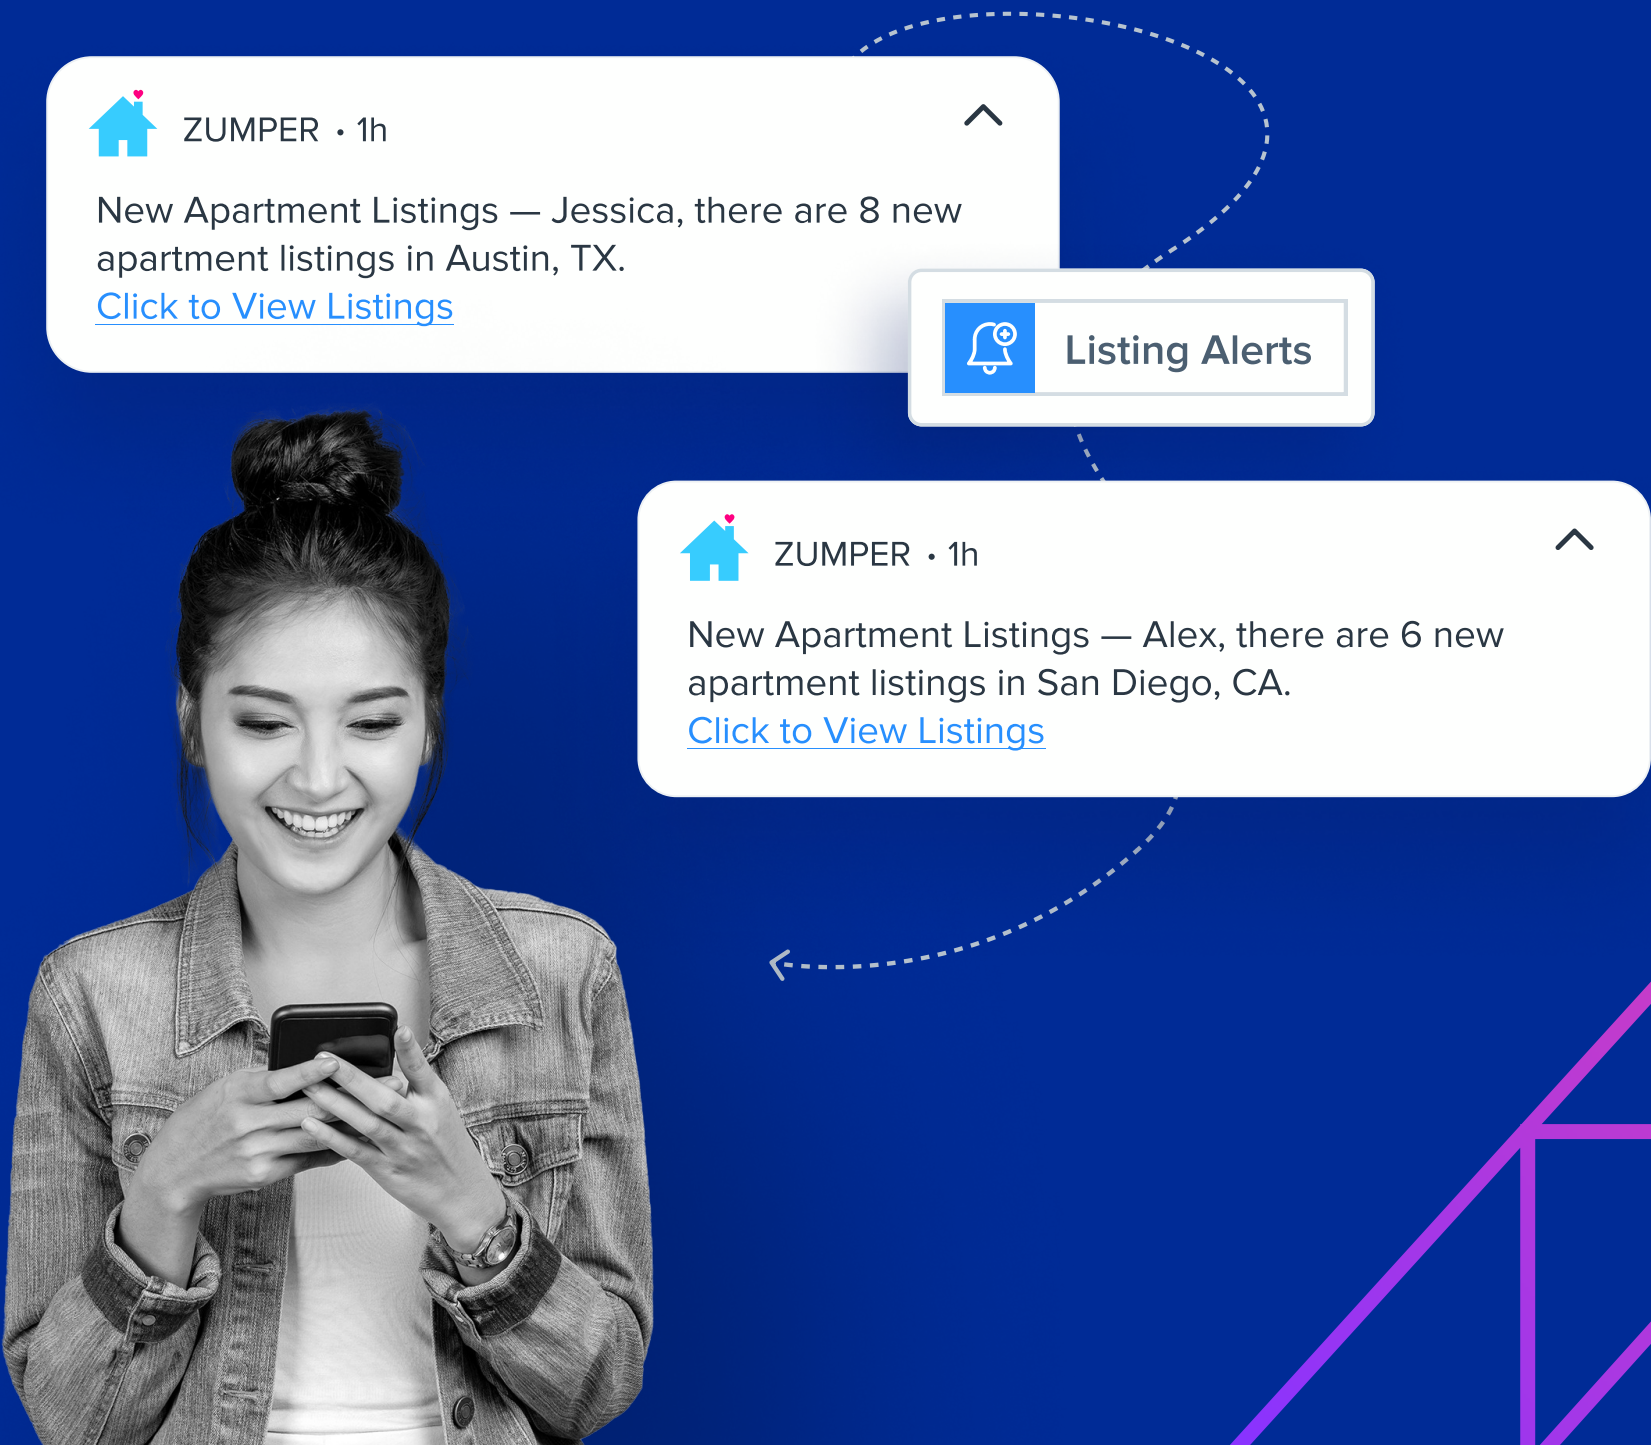 ZUMPER • 1h
New Apartment Listings — Jessica, there are 8 new
apartment listings in Austin, TX.
Click to View Listings
Listing Alerts
ZUMPER • 1h
New Apartment Listings — Alex, there are 6 new
apartment listings in San Diego, CA.
Click to View Listings